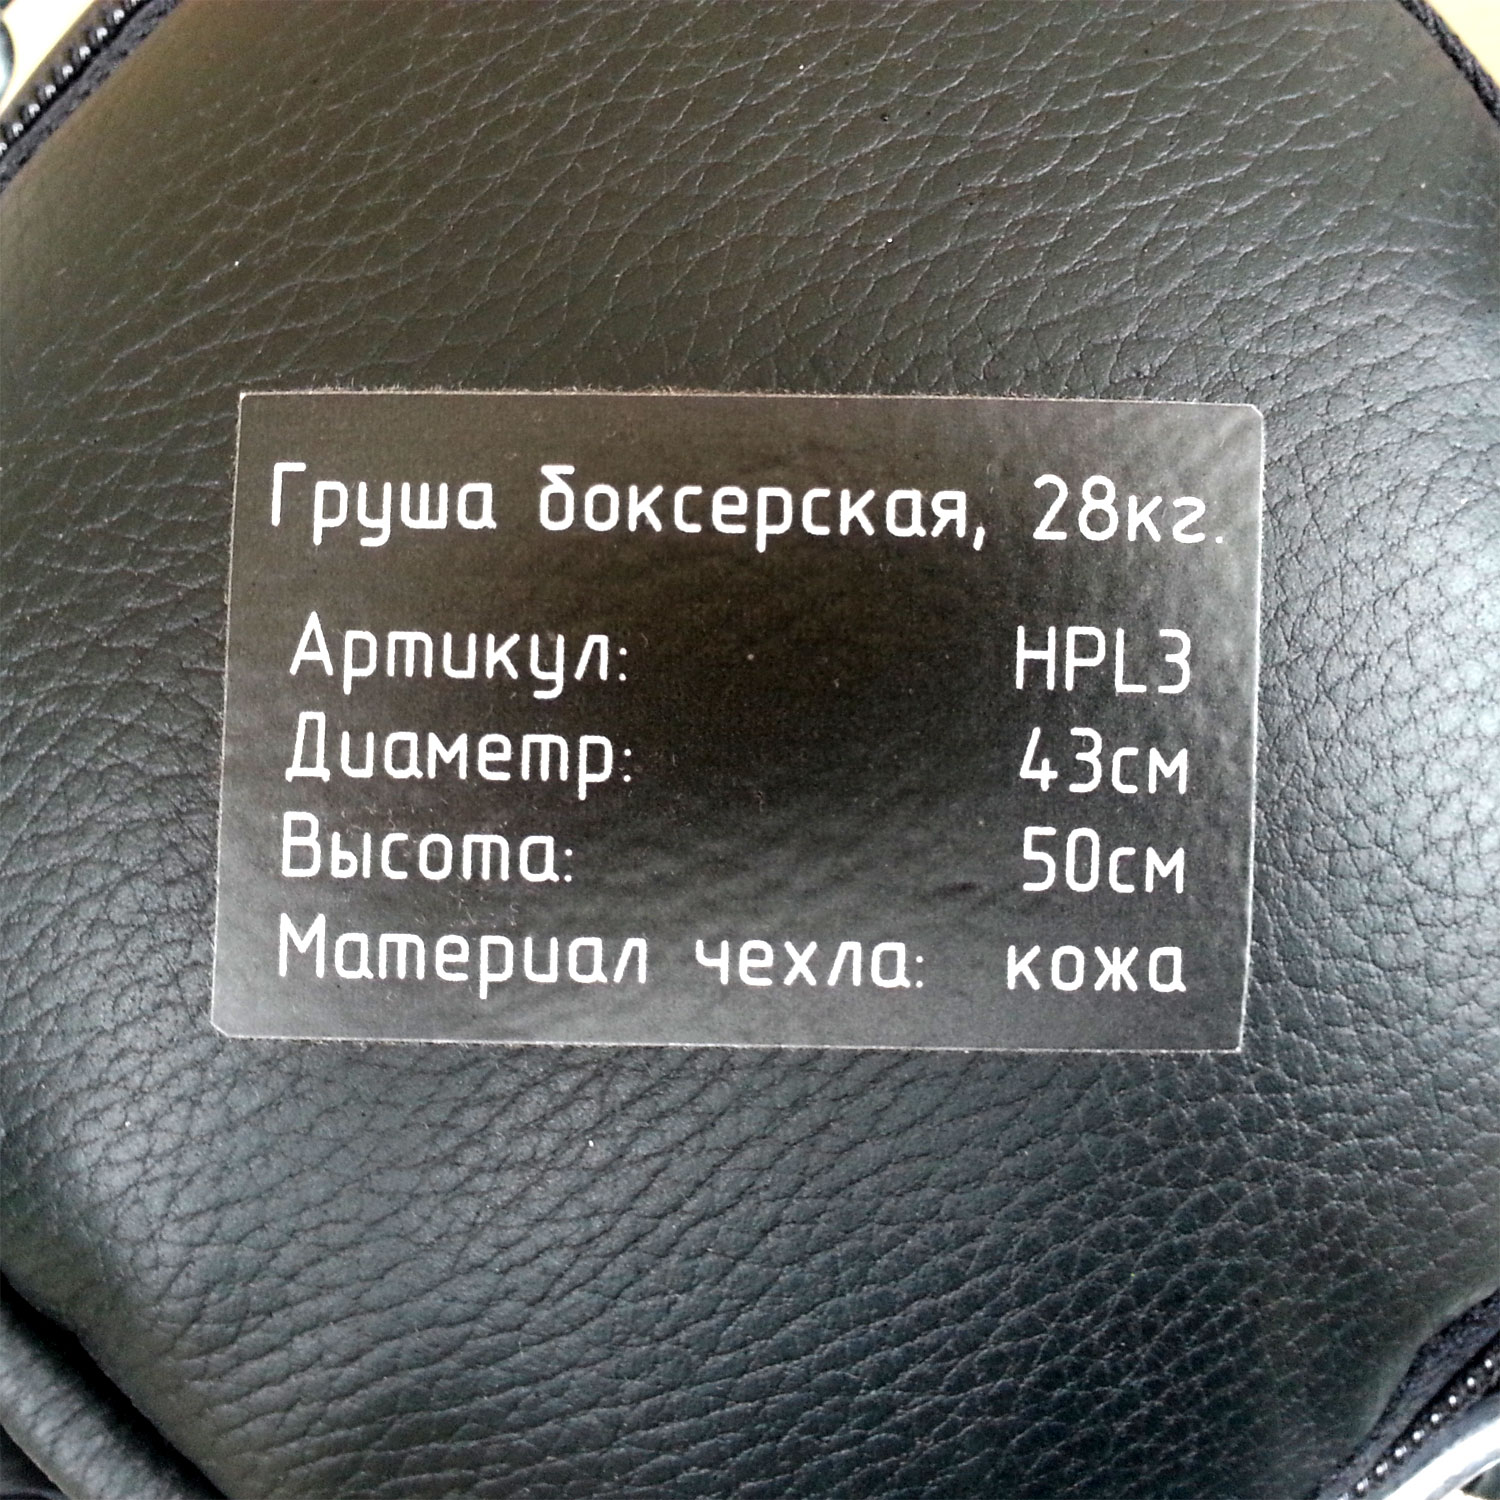 Груша боксерская, 28кг.
Артикул: HPL3
Диаметр: 43см
Высота: 50см
Материал чехла: кожа